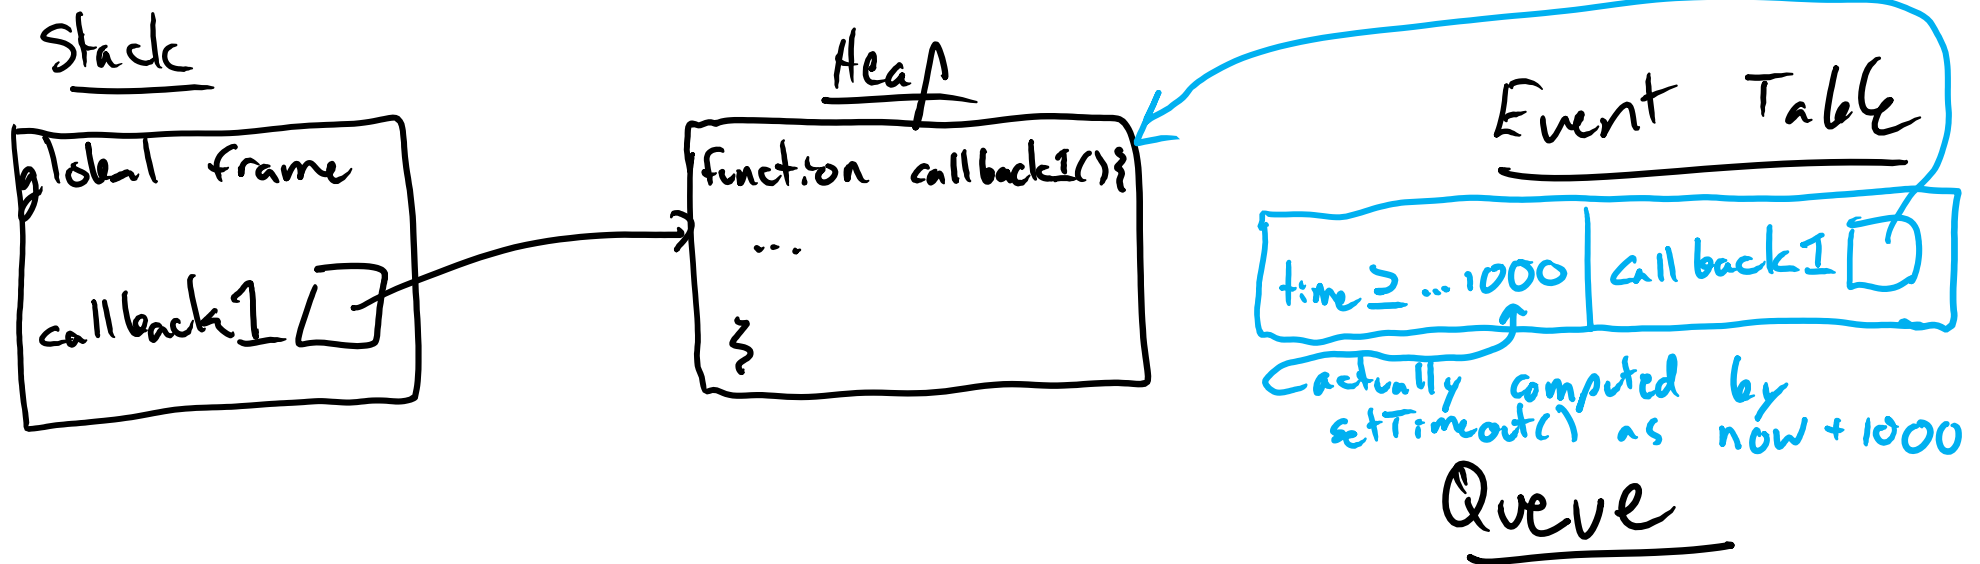 Stack
global frame
callback1
Heap
function callback1(){
...
}
Event Table
time ≥ ...1000
callback1
actually computed by
setTimeout() as now + 1000
Queue